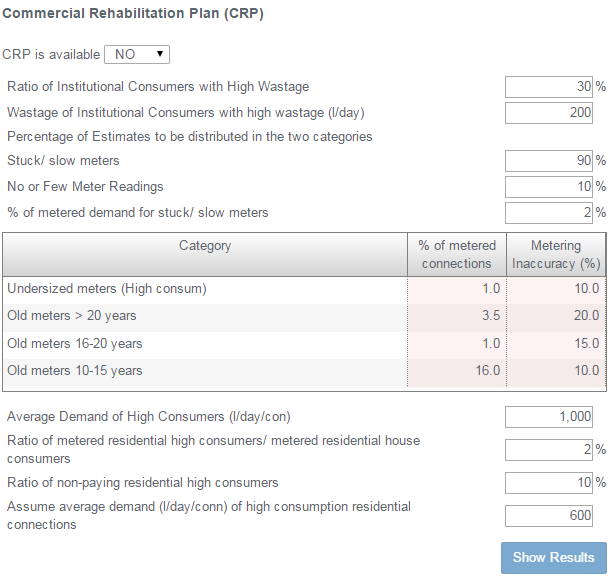 Commercial Rehabilitation Plan (CRP)
CRP is available NO ▼
Ratio of Institutional Consumers with High Wastage 30 %
Wastage of Institutional Consumers with high wastage (l/day) 200
Percentage of Estimates to be distributed in the two categories
Stuck/ slow meters 90 %
No or Few Meter Readings 10 %
% of metered demand for stuck/ slow meters 2 %
Category % of metered connections Metering Inaccuracy (%)
Undersized meters (High consum) 1.0 10.0
Old meters > 20 years 3.5 20.0
Old meters 16-20 years 1.0 15.0
Old meters 10-15 years 16.0 10.0
Average Demand of High Consumers (l/day/con) 1,000
Ratio of metered residential high consumers/ metered residential house
consumers 2 %
Ratio of non-paying residential high consumers 10 %
Assume average demand (l/day/conn) of high consumption residential
connections 600
Show Results